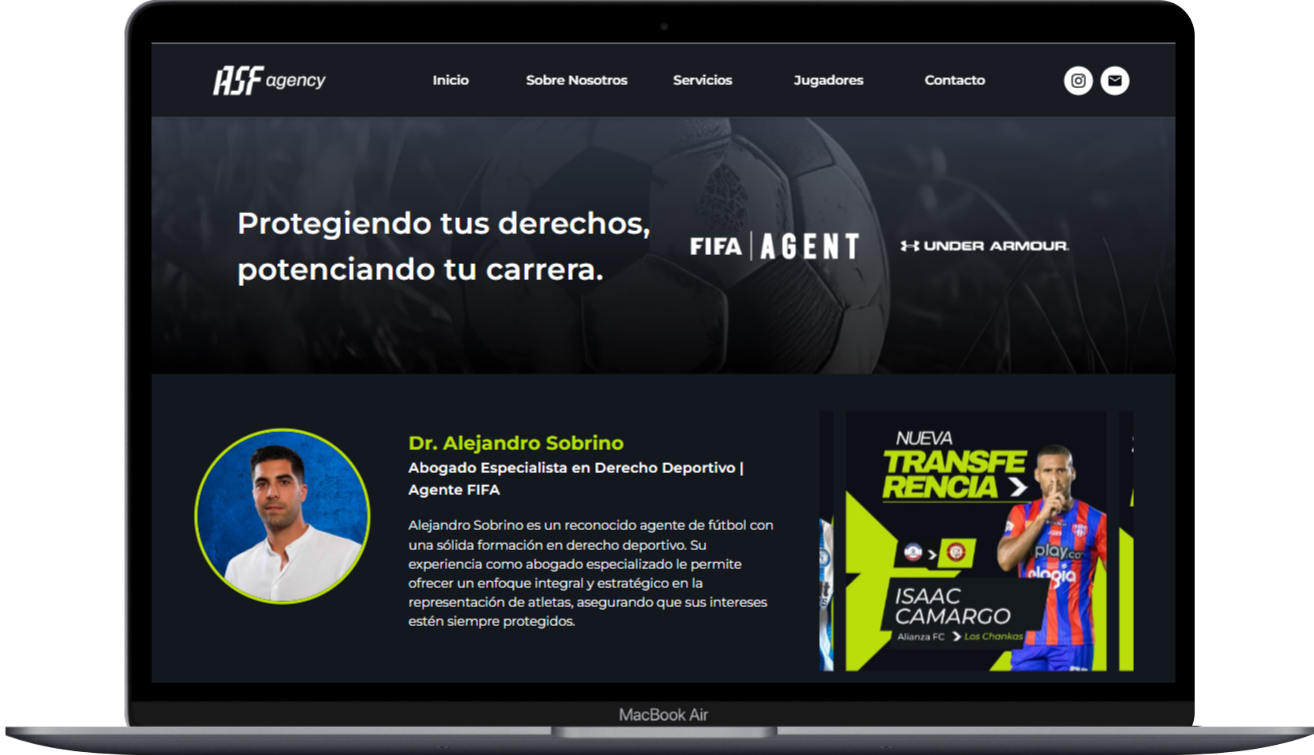 ASF agency
Inicio
Sobre Nosotros
Servicios
Jugadores
Contacto
Protegiendo tus derechos,
potenciando tu carrera.
FIFA | AGENT
UNDER ARMOUR
Dr. Alejandro Sobrino
Abogado Especialista en Derecho Deportivo |
Agente FIFA
Alejandro Sobrino es un reconocido agente de fútbol con
una sólida formación en derecho deportivo. Su
experiencia como abogado especializado le permite
ofrecer un enfoque integral y estratégico en la
representación de atletas, asegurando que sus intereses
estén siempre protegidos.
NUEVA
TRANSFE
RENCIA
play.co
ISAAC
CAMARGO
Alianza FC
Los Chankas
MacBook Air